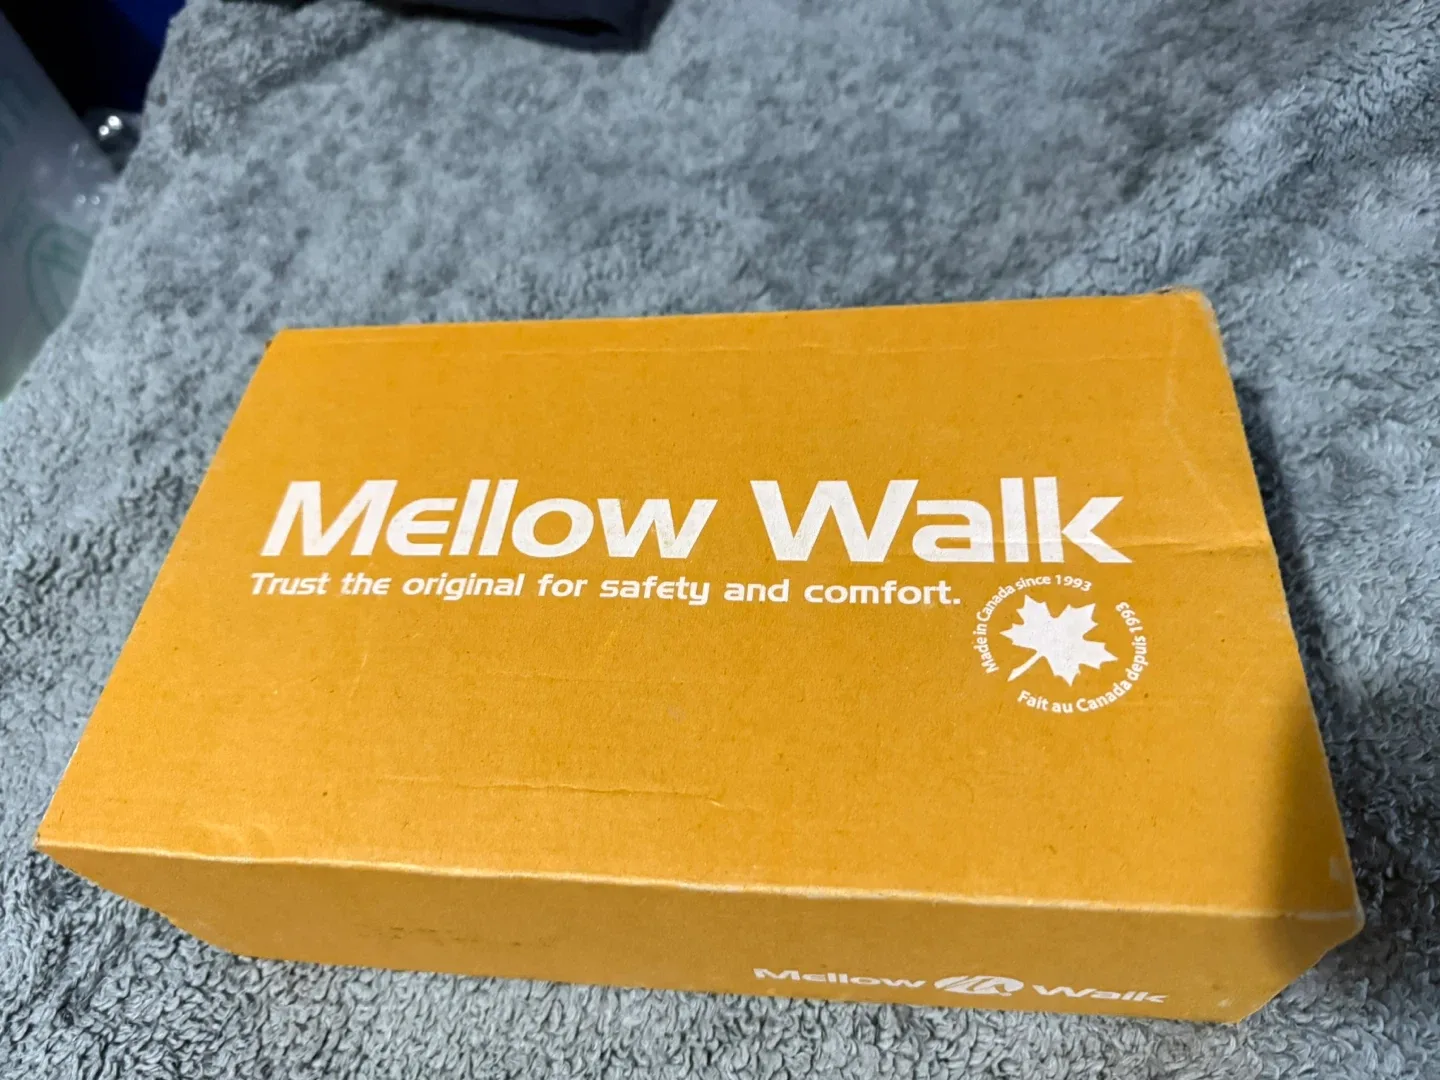 Mellow Walk
Trust the original for safety and comfort.
Made in Canada since 1993
Fait au Canada depuis 1993
Mellow Walk